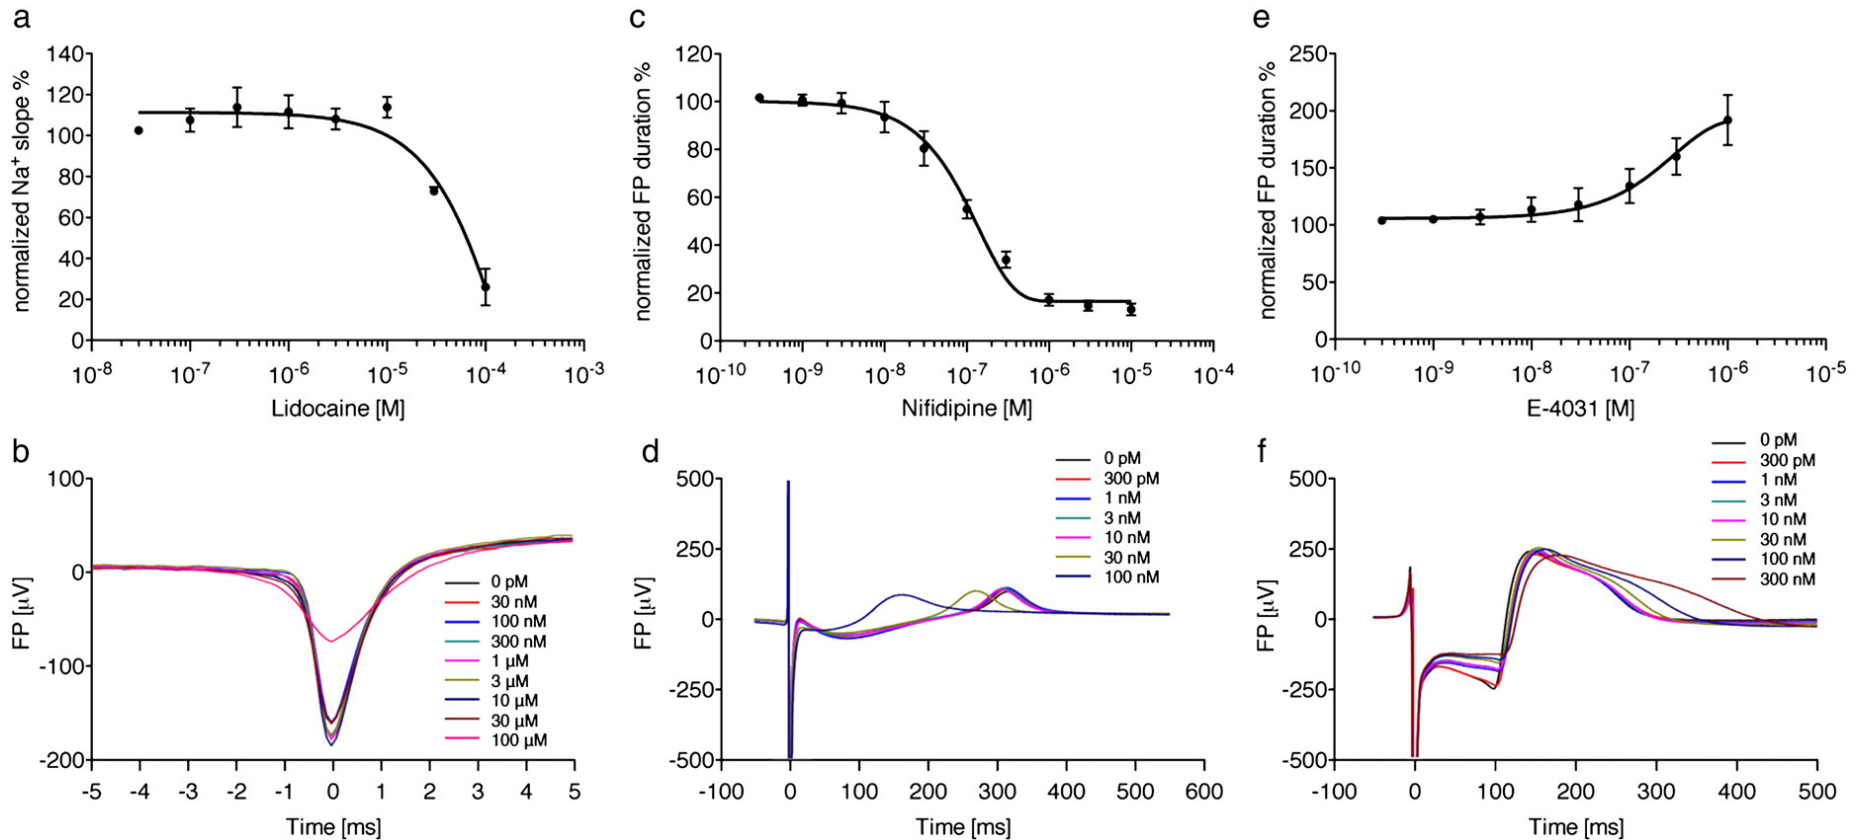 a
normalized Na⁺ slope %
140
120
100
80
60
40
20
0
10⁻⁸
10⁻⁷
10⁻⁶
10⁻⁵
10⁻⁴
10⁻³
Lidocaine [M]
c
normalized FP duration %
120
100
80
60
40
20
0
10⁻¹⁰
10⁻⁹
10⁻⁸
10⁻⁷
10⁻⁶
10⁻⁵
10⁻⁴
Nifidipine [M]
e
normalized FP duration %
250
200
150
100
50
0
10⁻¹⁰
10⁻⁹
10⁻⁸
10⁻⁷
10⁻⁶
10⁻⁵
E-4031 [M]
b
FP [µV]
100
0
-100
-200
0 pM
30 nM
100 nM
300 nM
1 µM
3 µM
10 µM
30 µM
100 µM
-5
-4
-3
-2
-1
0
1
2
3
4
5
Time [ms]
d
FP [µV]
500
250
0
-250
-500
0 pM
300 pM
1 nM
3 nM
10 nM
30 nM
100 nM
-100
0
100
200
300
400
500
600
Time [ms]
f
FP [µV]
500
250
0
-250
-500
0 pM
300 pM
1 nM
3 nM
10 nM
30 nM
100 nM
300 nM
-100
0
100
200
300
400
500
Time [ms]